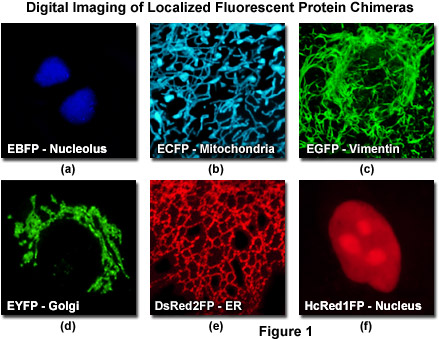 Digital Imaging of Localized Fluorescent Protein Chimeras
EBFP - Nucleolus
ECFP - Mitochondria
EGFP - Vimentin
(a)
(b)
(c)
EYFP - Golgi
DsRed2FP - ER
HcRed1FP - Nucleus
(d)
(e)
(f)
Figure 1